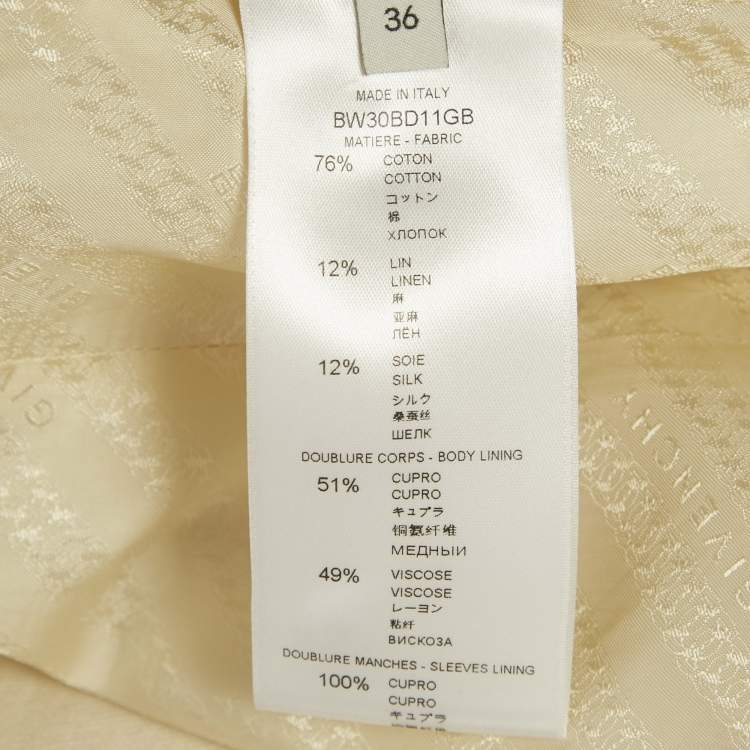 36
MADE IN ITALY
BW30BD11GB
MATIERE - FABRIC
76% COTON
COTTON
コットン
棉
ХЛОПОК
12% LIN
LINEN
麻
亚麻
ЛЁН
12% SOIE
SILK
シルク
桑蚕丝
ШЕЛК
DOUBLURE CORPS - BODY LINING
51% CUPRO
CUPRO
キュプラ
铜氨纤维
МЕДНЫЙ
49% VISCOSE
VISCOSE
レーヨン
粘纤
ВИСКОЗА
DOUBLURE MANCHES - SLEEVES LINING
100% CUPRO
CUPRO
キュプラ